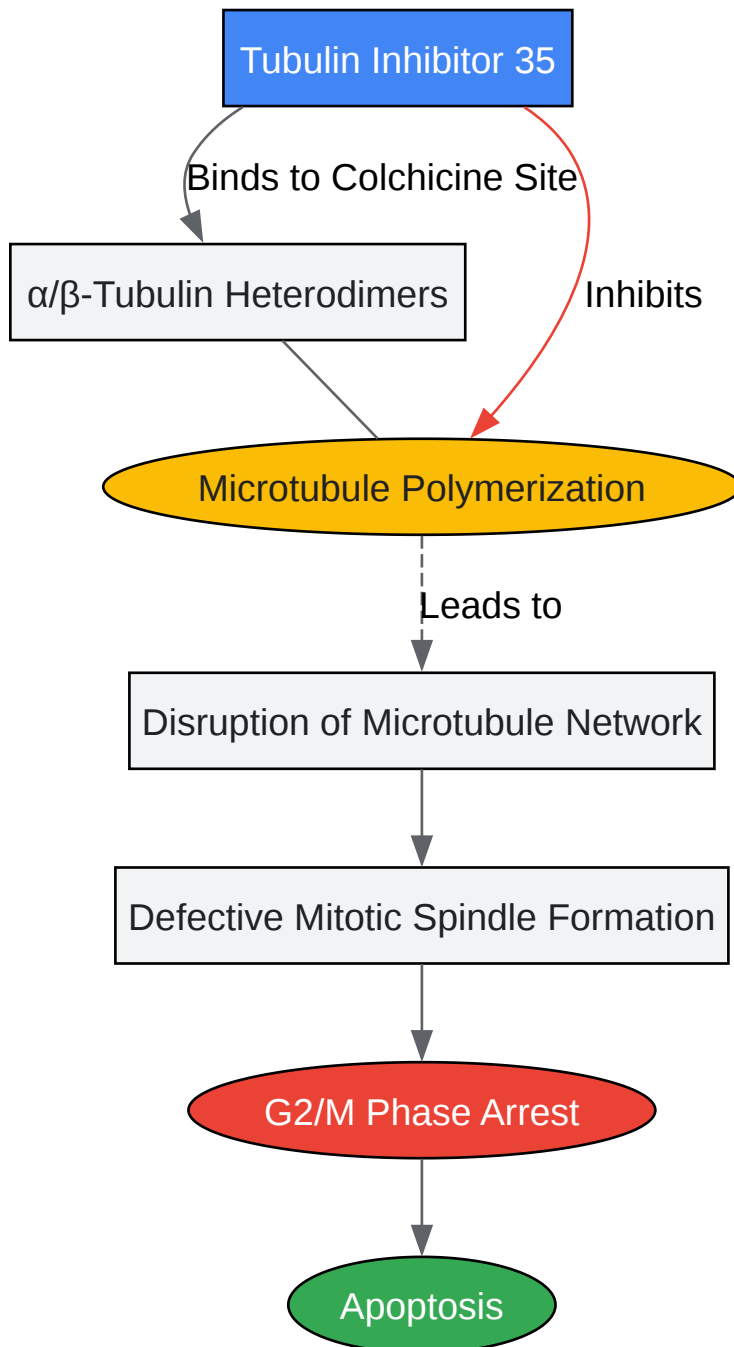 Tubulin Inhibitor 35
Binds to Colchicine Site
α/β-Tubulin Heterodimers
Inhibits
Microtubule Polymerization
Leads to
Disruption of Microtubule Network
Defective Mitotic Spindle Formation
G2/M Phase Arrest
Apoptosis